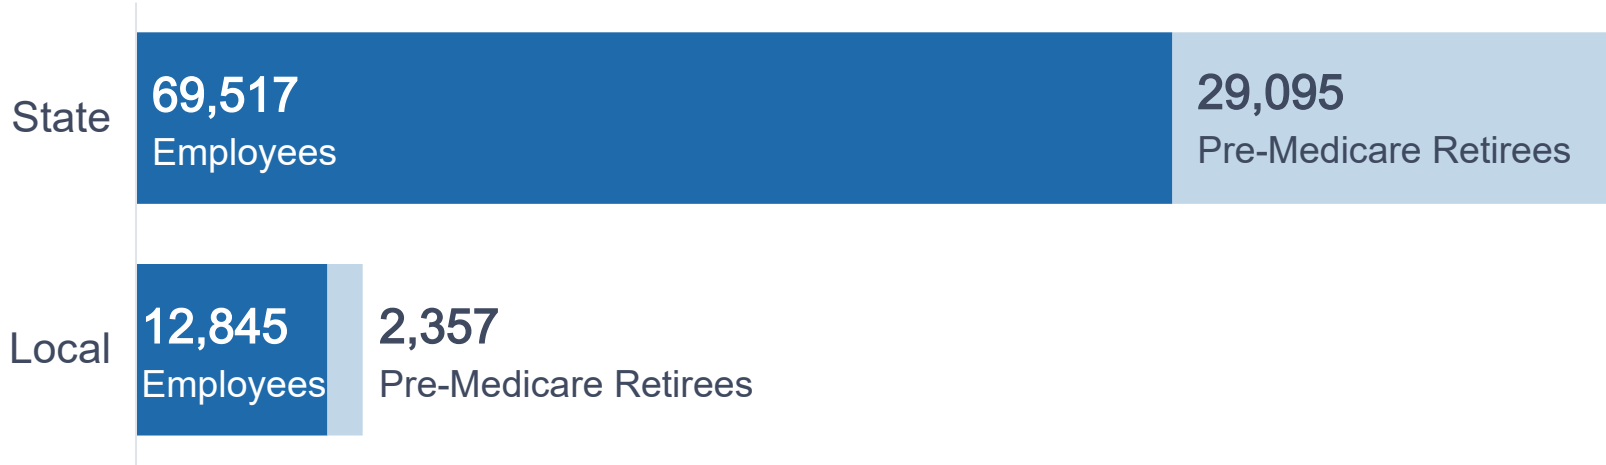 State
69,517
Employees
29,095
Pre-Medicare Retirees
Local
12,845
Employees
2,357
Pre-Medicare Retirees